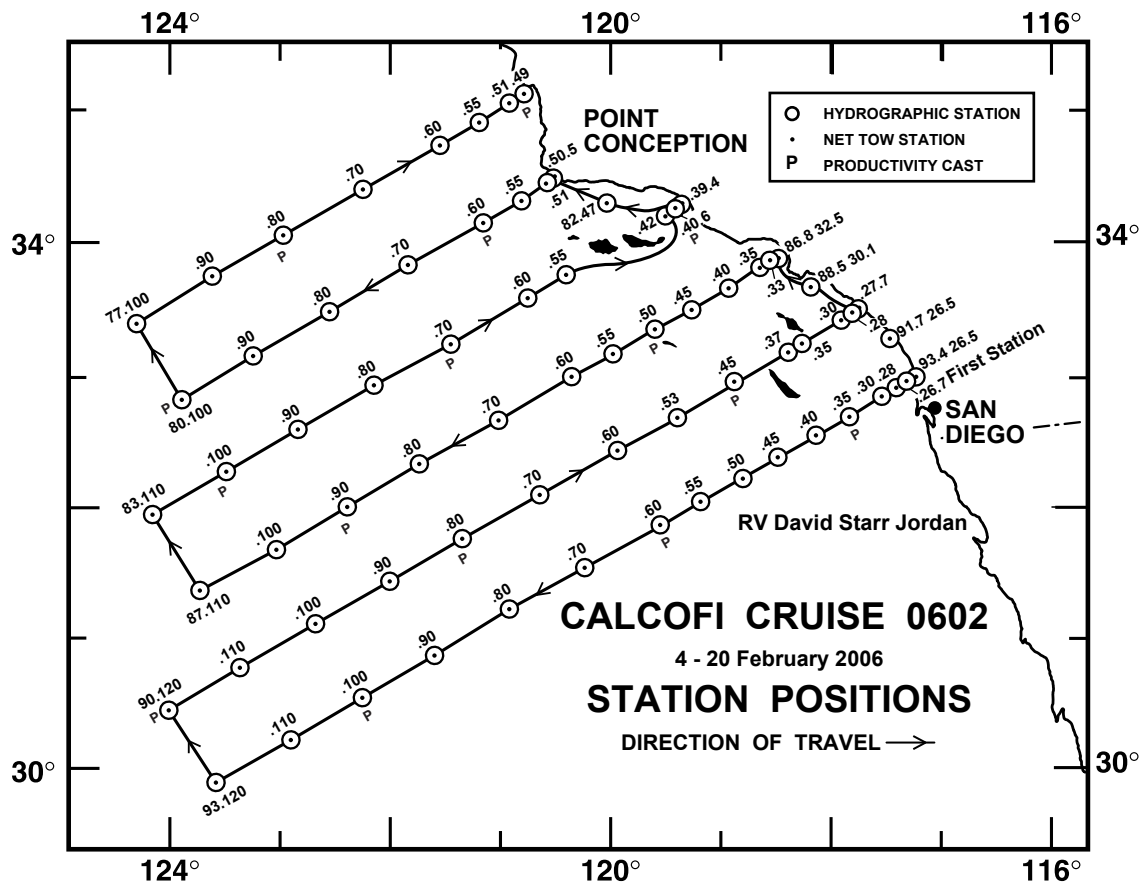 124° 120° 116°
POINT
CONCEPTION
HYDROGRAPHIC STATION
NET TOW STATION
P PRODUCTIVITY CAST
34° 34°
77.100 .90 .80 .70 .60 .55 .51 .49
P P
80.100 .90 .80 .70 .60 .55 .51 .50.5
P P
82.47 .42 .39.4
.40.6
P
83.110 .100 .90 .80 .70 .60 .55
P P
87.110 .100 .90 .80 .70 .60 .55 .50 .45 .40 .35 .33 86.8 32.5
P P
88.5 30.1
90.120 .110 .100 .90 .80 .70 .60 .53 .45 .37 .35 .30 .28 .27.7
P P P
91.7 26.5
93.120 .110 .100 .90 .80 .70 .60 .55 .50 .45 .40 .35 .30 .28 .26.7
P P P
93.4 26.5
First Station
SAN
DIEGO
RV David Starr Jordan
CALCOFI CRUISE 0602
4 - 20 February 2006
STATION POSITIONS
DIRECTION OF TRAVEL
30° 30°
124° 120° 116°